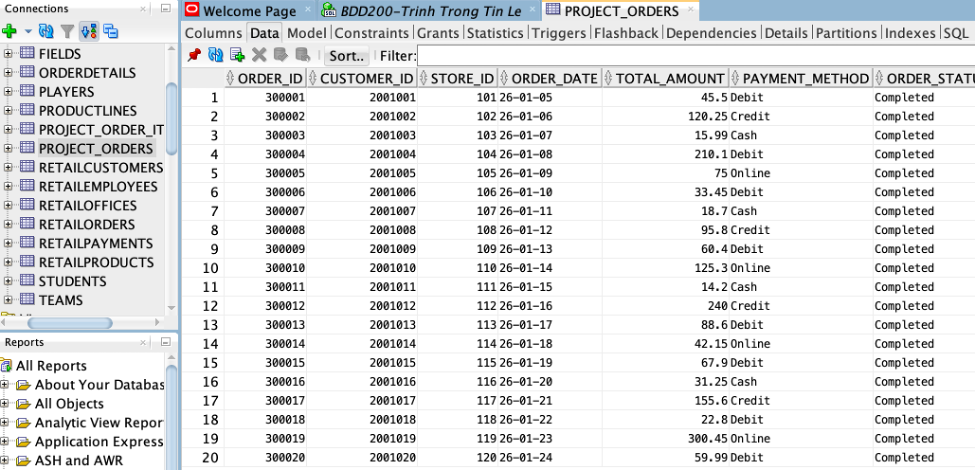 Connections
FIELDS
ORDERDETAILS
PLAYERS
PRODUCTLINES
PROJECT_ORDER_IT
PROJECT_ORDERS
RETAILCUSTOMERS
RETAILEMPLOYEES
RETAILOFFICES
RETAILORDERS
RETAILPAYMENTS
RETAILPRODUCTS
STUDENTS
TEAMS
Reports
All Reports
About Your Databas
All Objects
Analytic View Repor
Application Express
ASH and AWR
Welcome Page BDD200-Trinh Trong Tin Le PROJECT_ORDERS
Columns Data Model Constraints Grants Statistics Triggers Flashback Dependencies Details Partitions Indexes SQL
Sort.. Filter:
ORDER_ID CUSTOMER_ID STORE_ID ORDER_DATE TOTAL_AMOUNT PAYMENT_METHOD ORDER_STATU
1 300001 2001001 101 26-01-05 45.5 Debit Completed
2 300002 2001002 102 26-01-06 120.25 Credit Completed
3 300003 2001003 103 26-01-07 15.99 Cash Completed
4 300004 2001004 104 26-01-08 210.1 Debit Completed
5 300005 2001005 105 26-01-09 75 Online Completed
6 300006 2001006 106 26-01-10 33.45 Debit Completed
7 300007 2001007 107 26-01-11 18.7 Cash Completed
8 300008 2001008 108 26-01-12 95.8 Credit Completed
9 300009 2001009 109 26-01-13 60.4 Debit Completed
10 300010 2001010 110 26-01-14 125.3 Online Completed
11 300011 2001011 111 26-01-15 14.2 Cash Completed
12 300012 2001012 112 26-01-16 240 Credit Completed
13 300013 2001013 113 26-01-17 88.6 Debit Completed
14 300014 2001014 114 26-01-18 42.15 Online Completed
15 300015 2001015 115 26-01-19 67.9 Debit Completed
16 300016 2001016 116 26-01-20 31.25 Cash Completed
17 300017 2001017 117 26-01-21 155.6 Credit Completed
18 300018 2001018 118 26-01-22 22.8 Debit Completed
19 300019 2001019 119 26-01-23 300.45 Online Completed
20 300020 2001020 120 26-01-24 59.99 Debit Completed